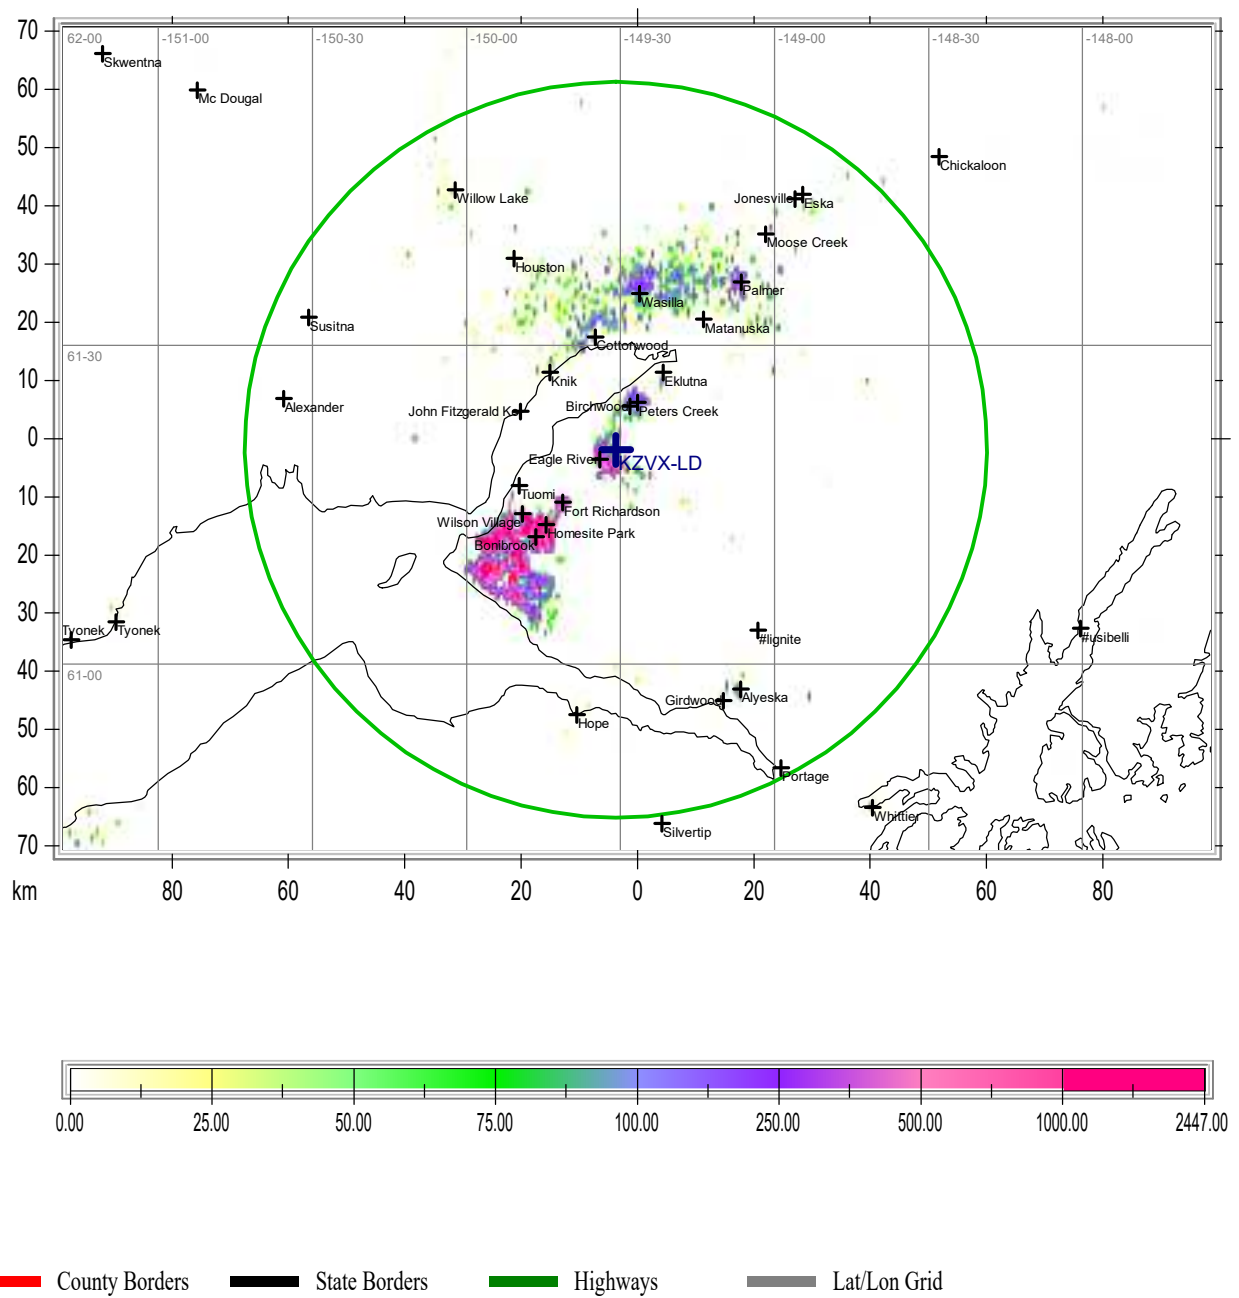 70
62-00
-151-00
-150-30
-150-00
-149-30
-149-00
-148-30
-148-00
Skwentna
60
Mc Dougal
50
Chickaloon
40
Willow Lake
Jonesville
Eska
Moose Creek
30
Houston
Palmer
Wasilla
20
Susitna
Matanuska
Cottonwood
61-30
10
Knik
Eklutna
Alexander
John Fitzgerald K
Birchwood
Peters Creek
0
Eagle River
KZVX-LD
10
Tuomi
Fort Richardson
Wilson Village
Homesite Park
20
Bonibrook
30
Tyonek
Tyonek
#lignite
#usibelli
40
61-00
Girdwood
Alyeska
50
Hope
60
Portage
Whittier
70
Silvertip
km
80
60
40
20
0
20
40
60
80
0.00
25.00
50.00
75.00
100.00
250.00
500.00
1000.00
2447.00
County Borders
State Borders
Highways
Lat/Lon Grid